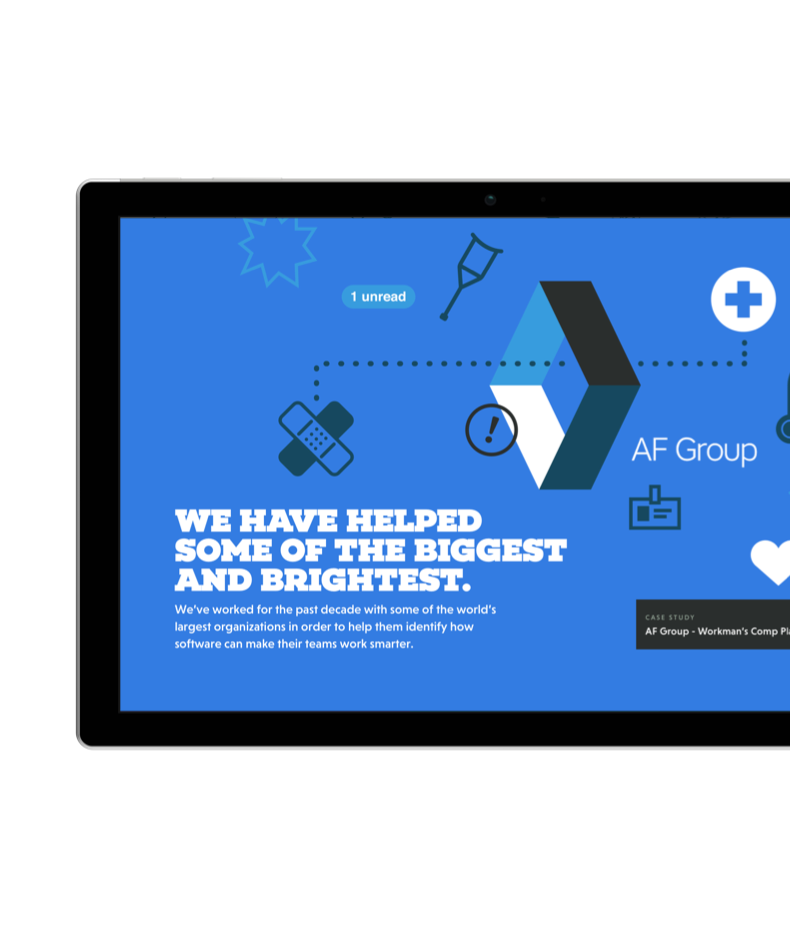 1 unread
AF Group
WE HAVE HELPED
SOME OF THE BIGGEST
AND BRIGHTEST.
We've worked for the past decade with some of the world's
largest organizations in order to help them identify how
software can make their teams work smarter.
CASE STUDY
AF Group - Workman's Comp